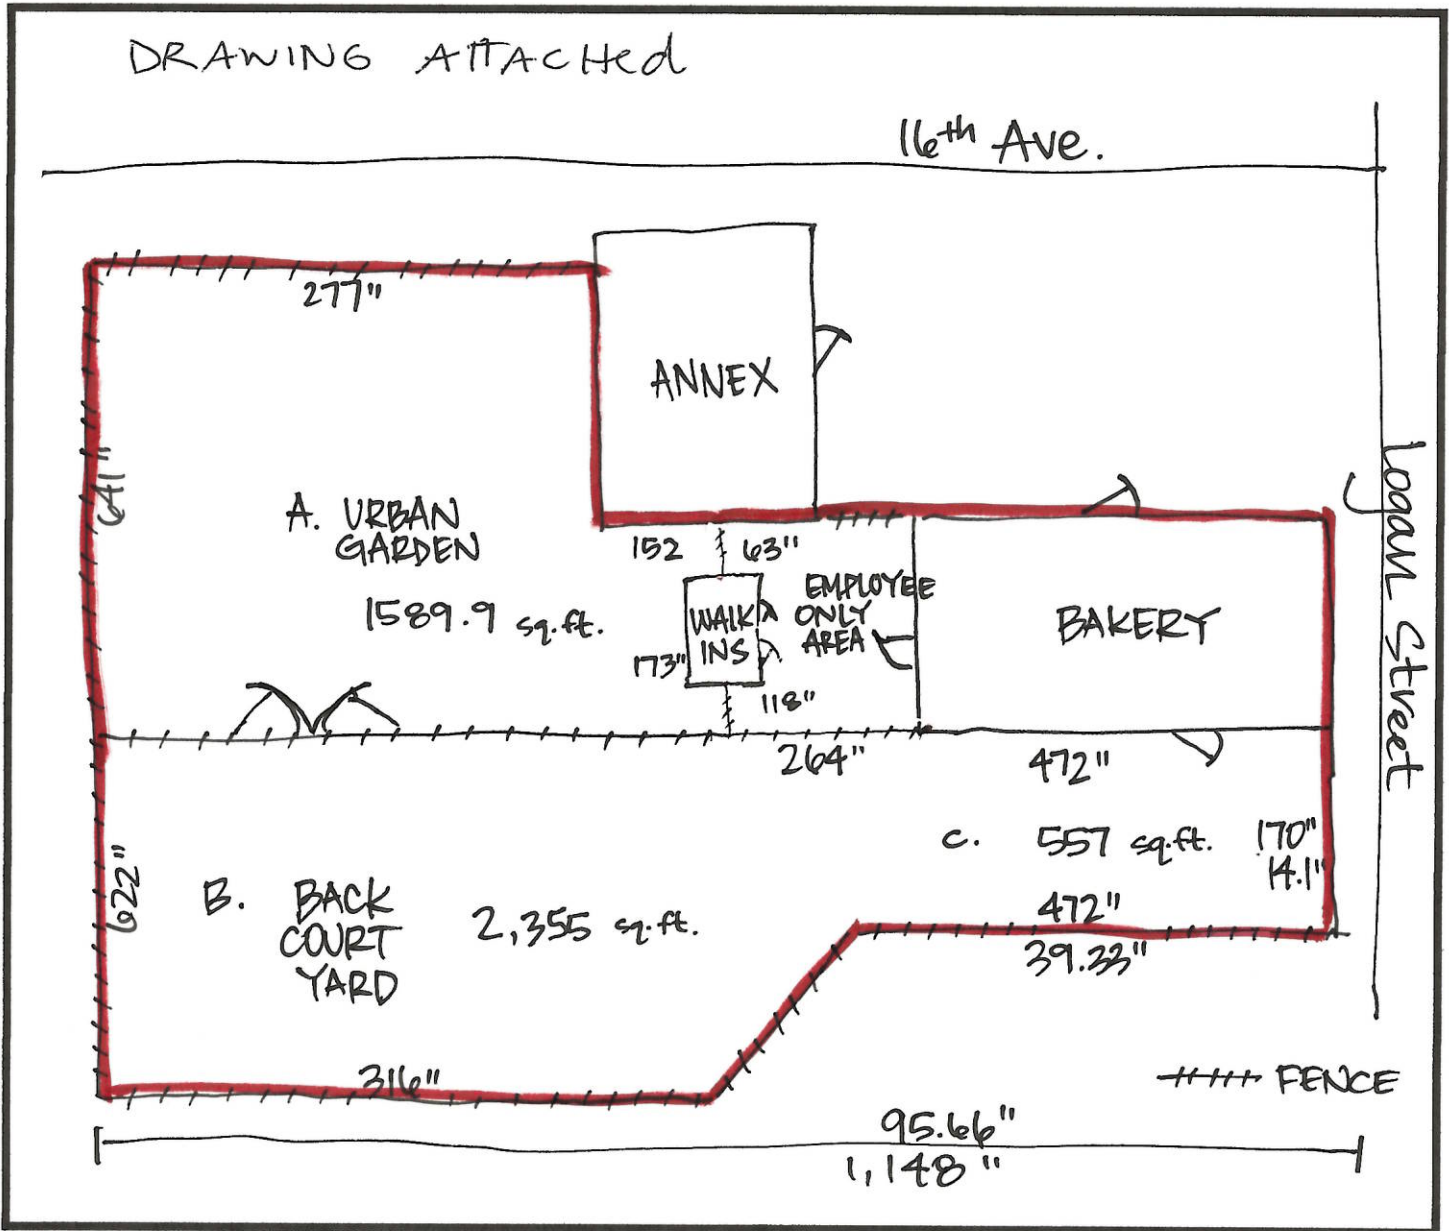 DRAWING ATTACHed
16th Ave.
277"
ANNEX
641"
A. URBAN
GARDEN
1589.9 sq.ft.
152
63"
WALK
INS
173"
118"
EMPLOYEE
ONLY
AREA
BAKERY
Logan Street
264"
472"
C. 557 sq.ft.
170"
14.1"
472"
39.33"
622"
B. BACK
COURT
YARD
2,355 sq.ft.
316"
FENCE
95.66"
1,148"